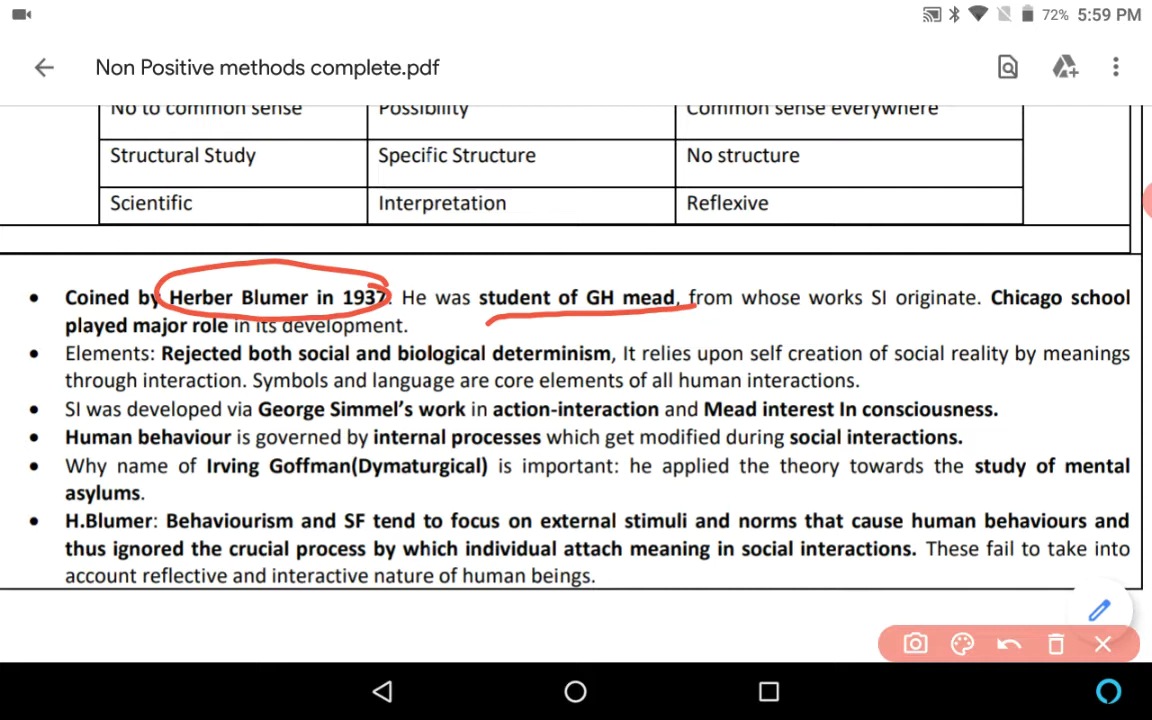 72% 5:59 PM
Non Positive methods complete.pdf
No to common sense Possibility Common sense everywhere
Structural Study Specific Structure No structure
Scientific Interpretation Reflexive
• Coined by Herber Blumer in 1937. He was student of GH mead, from whose works SI originate. Chicago school
played major role in its development.
• Elements: Rejected both social and biological determinism, It relies upon self creation of social reality by meanings
through interaction. Symbols and language are core elements of all human interactions.
• SI was developed via George Simmel's work in action-interaction and Mead interest In consciousness.
• Human behaviour is governed by internal processes which get modified during social interactions.
• Why name of Irving Goffman(Dymaturgical) is important: he applied the theory towards the study of mental
asylums.
• H.Blumer: Behaviourism and SF tend to focus on external stimuli and norms that cause human behaviours and
thus ignored the crucial process by which individual attach meaning in social interactions. These fail to take into
account reflective and interactive nature of human beings.